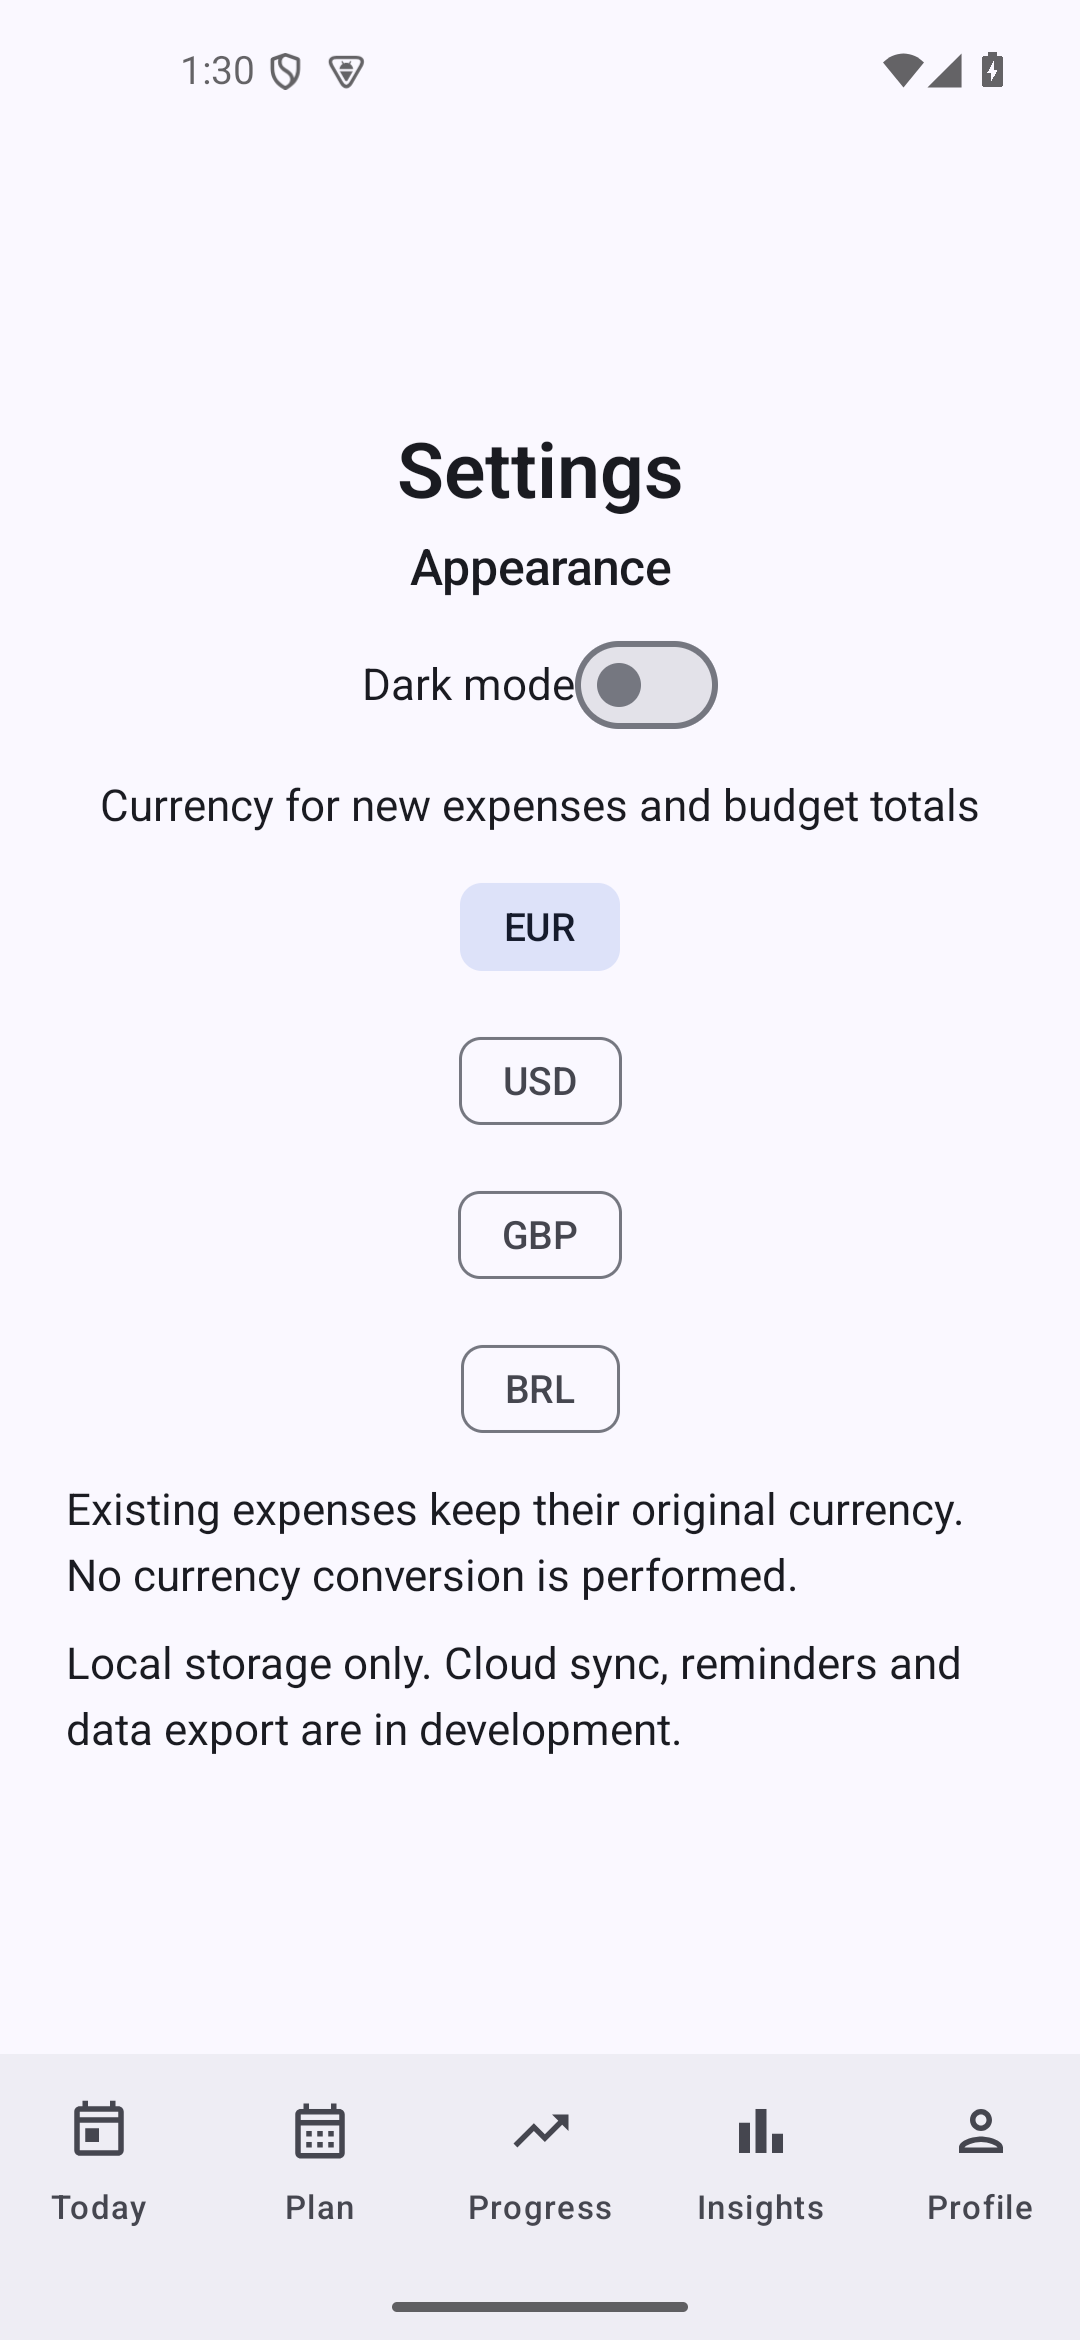 1:30
Settings
Appearance
Dark mode
Currency for new expenses and budget totals
EUR
USD
GBP
BRL
Existing expenses keep their original currency.
No currency conversion is performed.
Local storage only. Cloud sync, reminders and
data export are in development.
Today
Plan
Progress
Insights
Profile